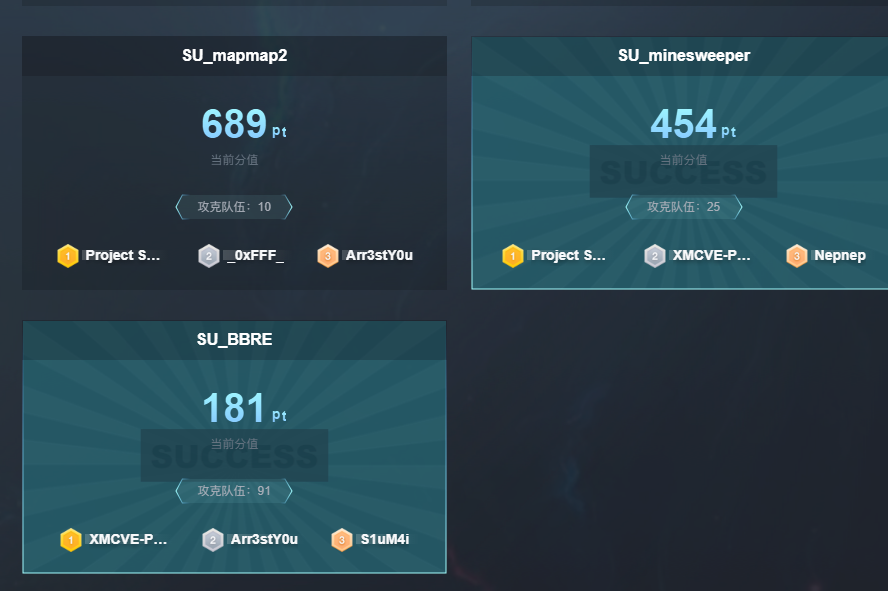 SU_mapmap2
689 pt
当前分值
攻克队伍：10
1 Project S... 2 _0xFFF_ 3 Arr3stY0u
SU_minesweeper
454 pt
当前分值
SUCCESS
攻克队伍：25
1 Project S... 2 XMCVE-P... 3 Nepnep
SU_BBRE
181 pt
当前分值
SUCCESS
攻克队伍：91
1 XMCVE-P... 2 Arr3stY0u 3 S1uM4i